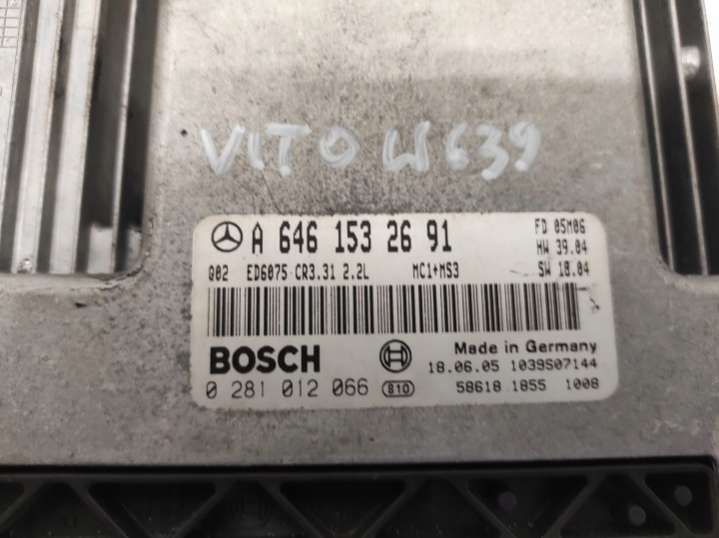 VITO W639
A 646 153 26 91
FD 05M06
HW 39.04
Q02 ED6075 CR3.31 2.2L MC1+MS3 SW 18.04
BOSCH
Made in Germany
18.06.05 1039S07144
0 281 012 066 810 58618 1855 1008